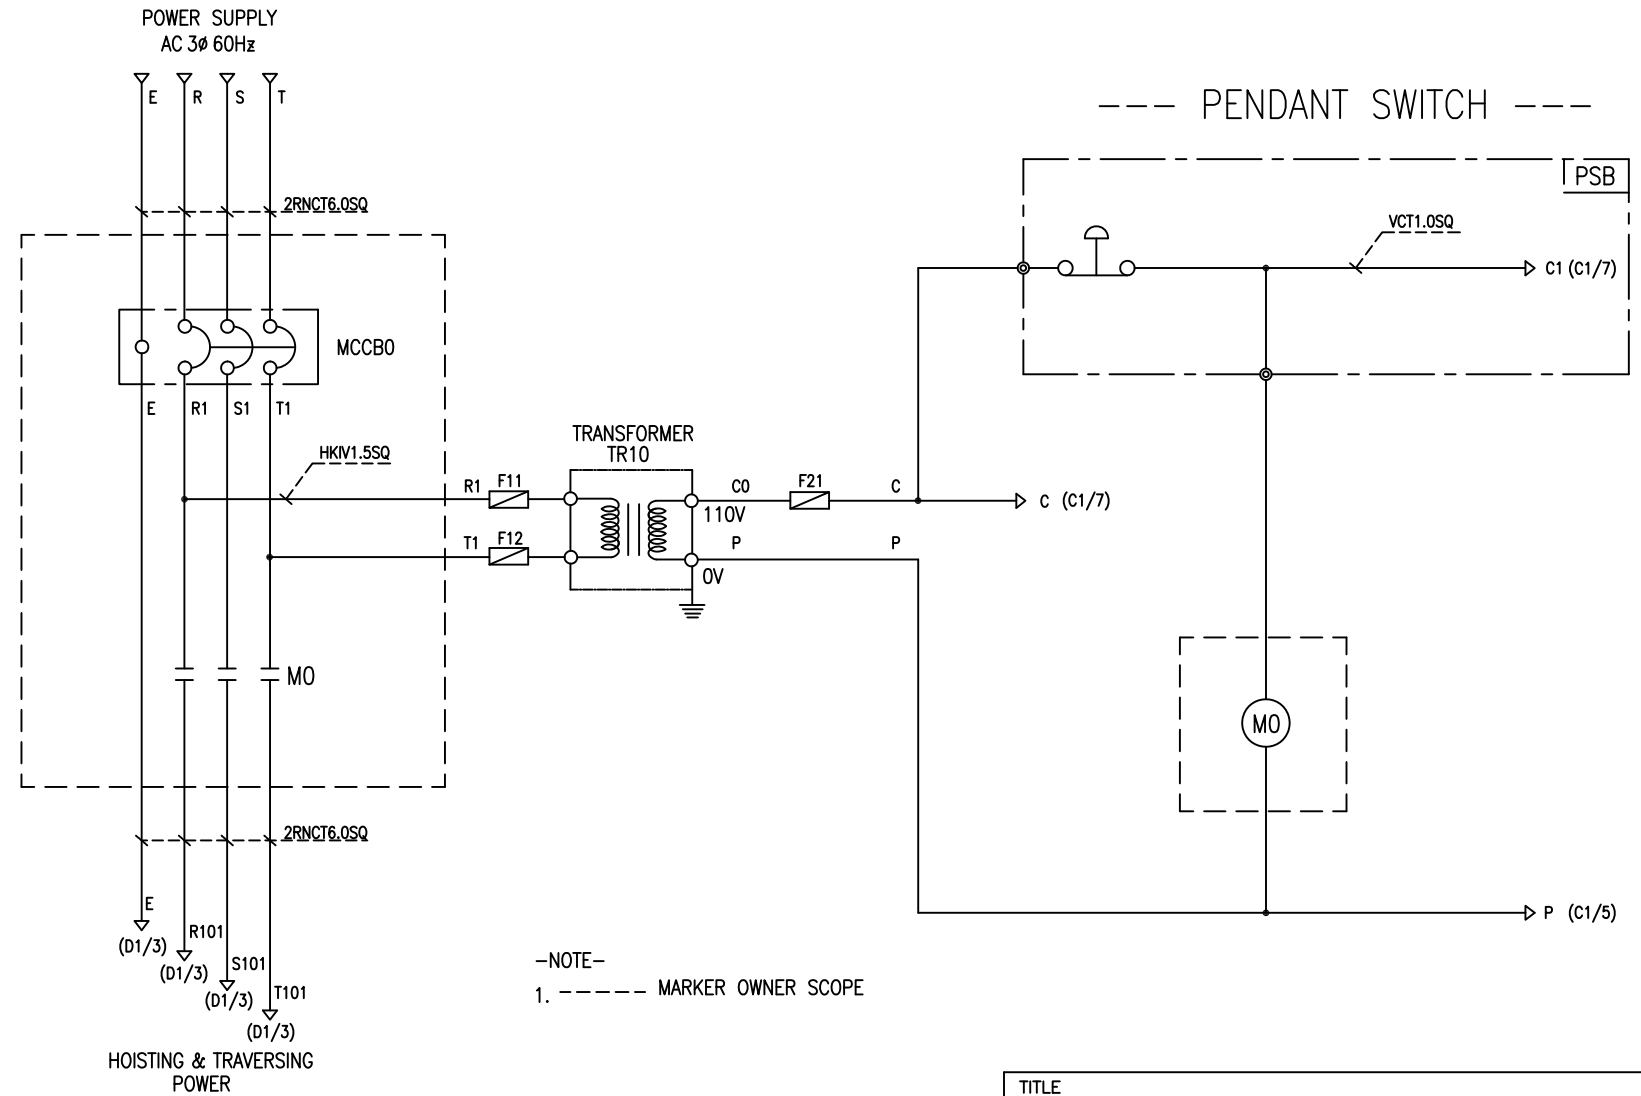 POWER SUPPLY
AC 3ø 60Hz
E R S T
--- PENDANT SWITCH ---
PSB
2RNCT6.0SQ
VCT1.0SQ
C1 (C1/7)
MCCB0
E R1 S1 T1
HKIV1.5SQ
TRANSFORMER
TR10
R1 F11
C0 F21 C
C (C1/7)
110V
T1 F12
P P
0V
M0
M0
2RNCT6.0SQ
E
(D1/3)
R101
(D1/3)
S101
(D1/3)
T101
(D1/3)
P (C1/5)
HOISTING & TRAVERSING
POWER
-NOTE-
1. ------ MARKER OWNER SCOPE
TITLE